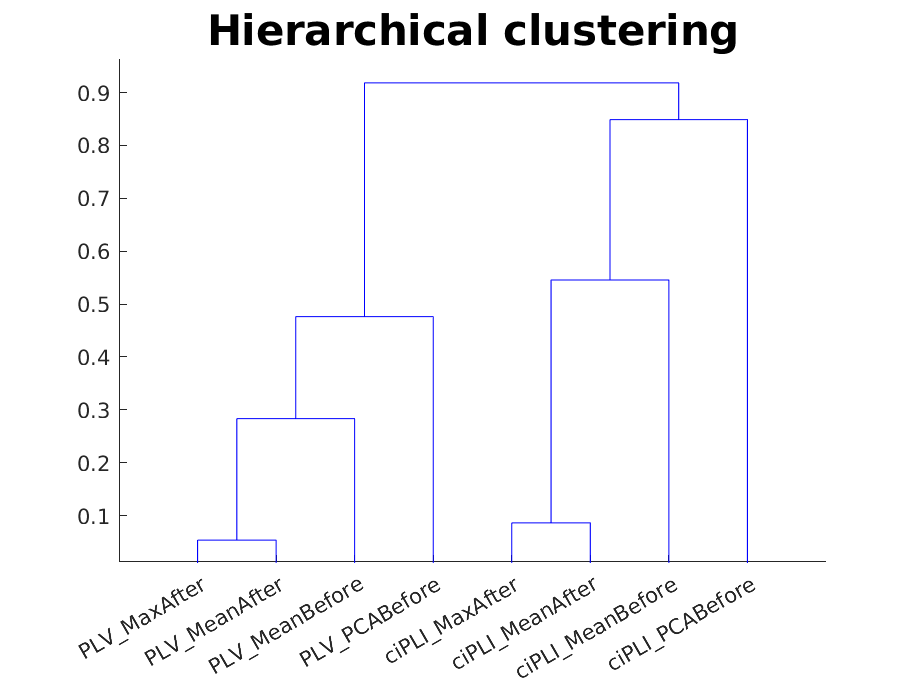 Hierarchical clustering
0.9
0.8
0.7
0.6
0.5
0.4
0.3
0.2
0.1
PLV_MaxAfter
PLV_MeanAfter
PLV_MeanBefore
PLV_PCABefore
ciPLI_MaxAfter
ciPLI_MeanAfter
ciPLI_MeanBefore
ciPLI_PCABefore